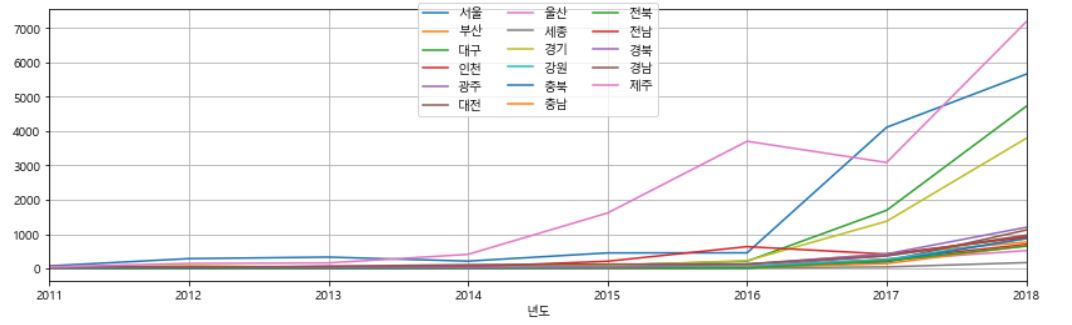 서울 울산 전북
부산 세종 전남
대구 경기 경북
인천 강원 경남
광주 충북 제주
대전 충남
7000
6000
5000
4000
3000
2000
1000
0
2011 2012 2013 2014 2015 2016 2017 2018
년도